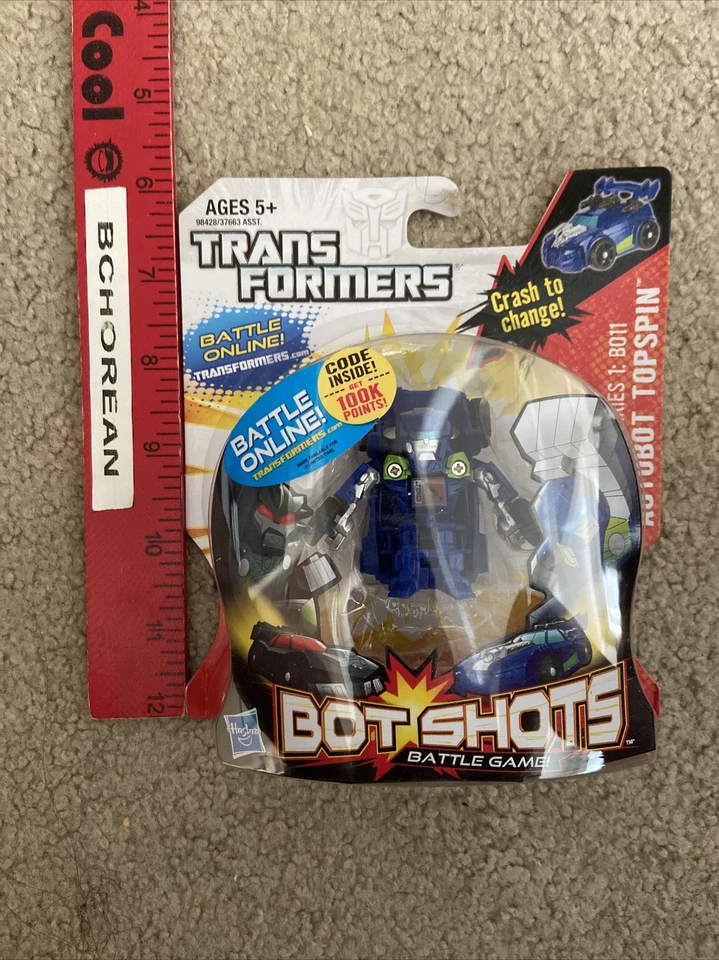 4
Cool
5
6
7
8
9
10
11
12
BCHOREAN
AGES 5+
98428/37663 ASST.
TRANS
FORMERS
Crash to
change!
BATTLE
ONLINE!
TRANSFORMERS.com
CODE
INSIDE!
GET
100K
POINTS!
BATTLE
ONLINE!
TRANSFORMERS.com
IES 1: B011
AUTOBOT TOPSPIN™
Hasbro
BOT SHOTS™
BATTLE GAME!